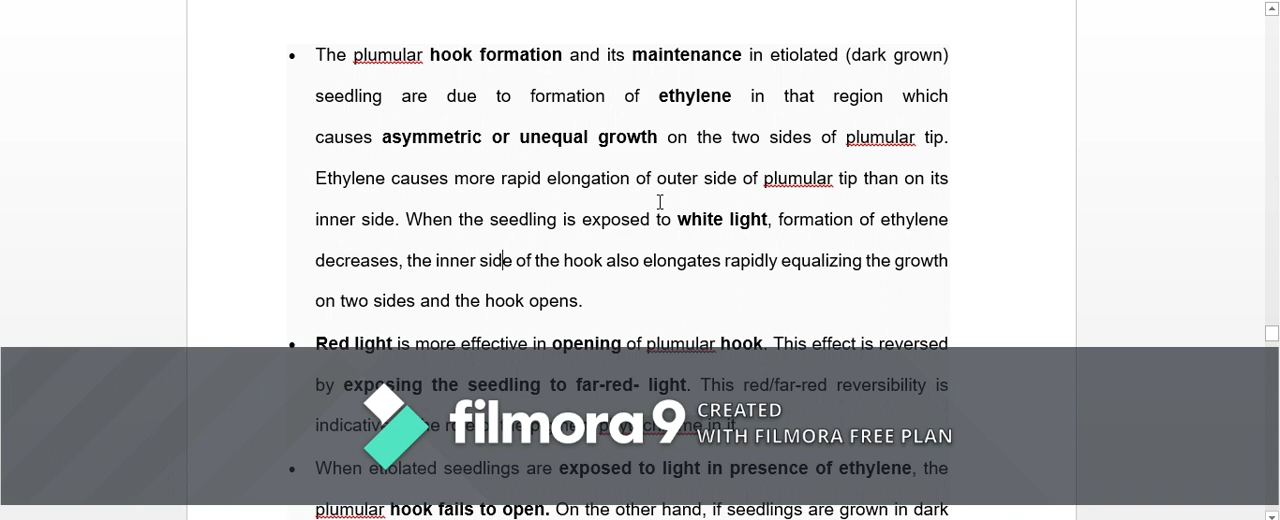 • The plumular hook formation and its maintenance in etiolated (dark grown)
seedling are due to formation of ethylene in that region which
causes asymmetric or unequal growth on the two sides of plumular tip.
Ethylene causes more rapid elongation of outer side of plumular tip than on its
inner side. When the seedling is exposed to white light, formation of ethylene
decreases, the inner side of the hook also elongates rapidly equalizing the growth
on two sides and the hook opens.
• Red light is more effective in opening of plumular hook. This effect is reversed
by exposing the seedling to far-red- light. This red/far-red reversibility is
in it.
filmora9 CREATED
WITH FILMORA FREE PLAN
• When etiolated seedlings are exposed to light in presence of ethylene, the
plumular hook fails to open. On the other hand, if seedlings are grown in dark